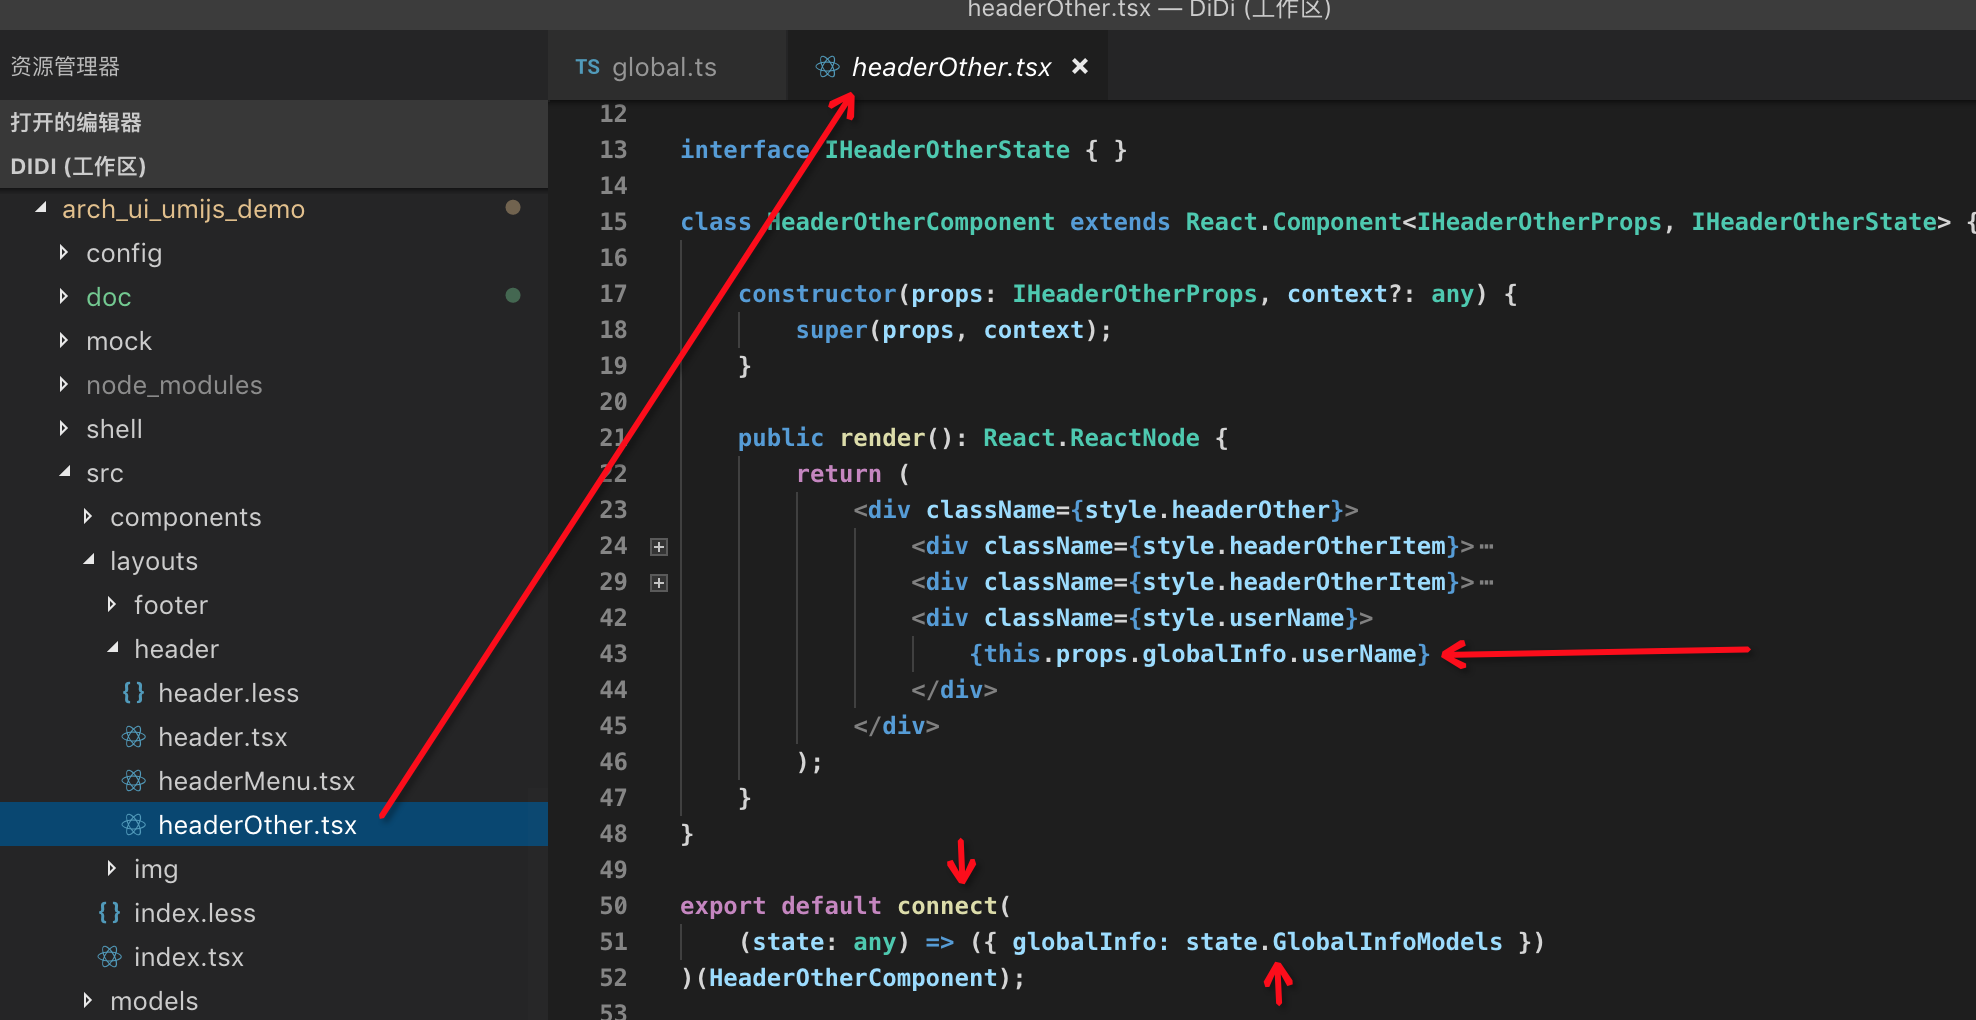 headerOther.tsx — DiDi (工作区)
资源管理器
打开的编辑器
DIDI (工作区)
arch_ui_umijs_demo
config
doc
mock
node_modules
shell
src
components
layouts
footer
header
{} header.less
header.tsx
headerMenu.tsx
headerOther.tsx
img
{} index.less
index.tsx
models
TS global.ts
headerOther.tsx ×
12
13 interface IHeaderOtherState { }
14
15 class HeaderOtherComponent extends React.Component<IHeaderOtherProps, IHeaderOtherState> {
16
17 constructor(props: IHeaderOtherProps, context?: any) {
18 super(props, context);
19 }
20
21 public render(): React.ReactNode {
22 return (
23 <div className={style.headerOther}>
24 <div className={style.headerOtherItem}>⋯
29 <div className={style.headerOtherItem}>⋯
42 <div className={style.userName}>
43 {this.props.globalInfo.userName}
44 </div>
45 </div>
46 );
47 }
48 }
49
50 export default connect(
51 (state: any) => ({ globalInfo: state.GlobalInfoModels })
52 )(HeaderOtherComponent);
53